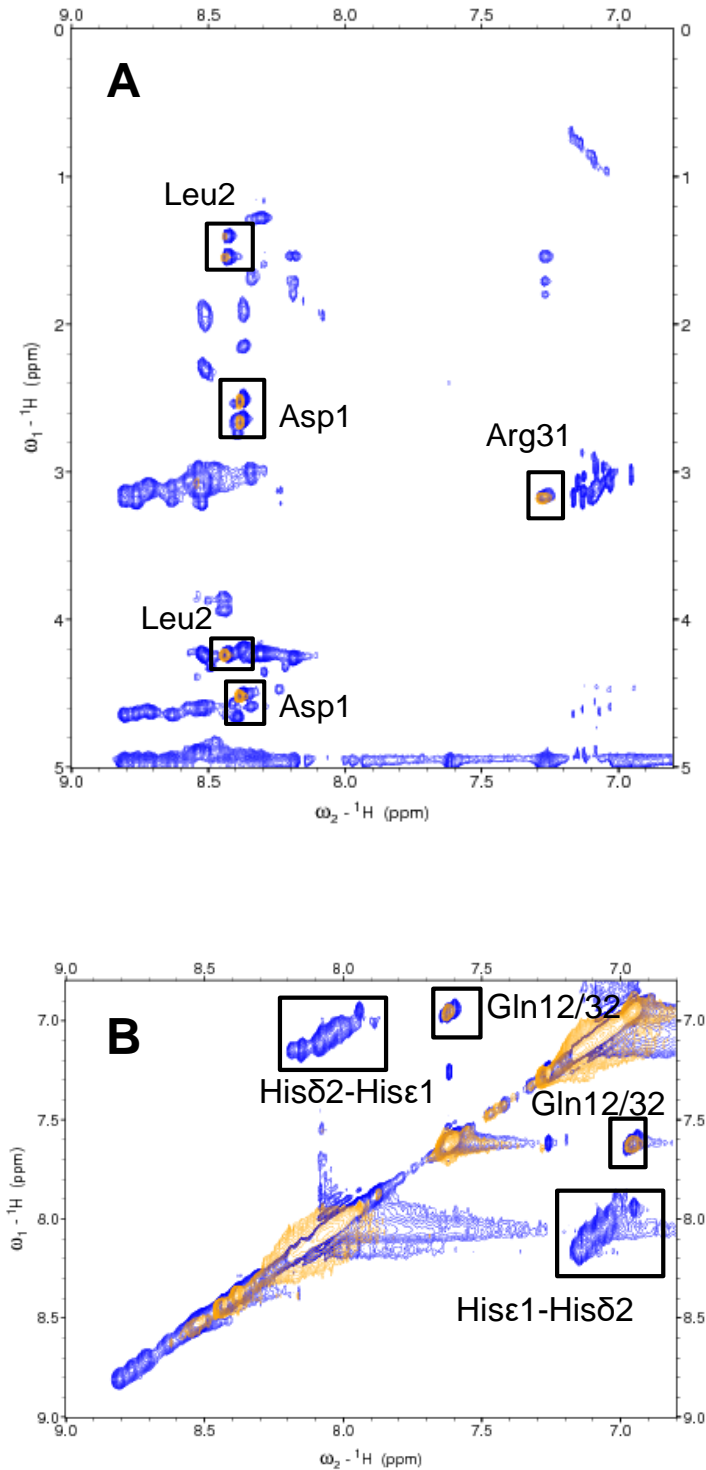 9.0 8.5 8.0 7.5 7.0
0 0
A
1 1
Leu2
2 2
Asp1
Arg31
3 3
4 4
Leu2
Asp1
5 5
9.0 8.5 8.0 7.5 7.0
ω1 - 1H (ppm)
ω2 - 1H (ppm)
9.0 8.5 8.0 7.5 7.0
7.0 7.0
Gln12/32
B
Hisδ2-Hisε1
7.5 7.5
Gln12/32
8.0 8.0
8.5 8.5
Hisε1-Hisδ2
9.0 9.0
9.0 8.5 8.0 7.5 7.0
ω1 - 1H (ppm)
ω2 - 1H (ppm)